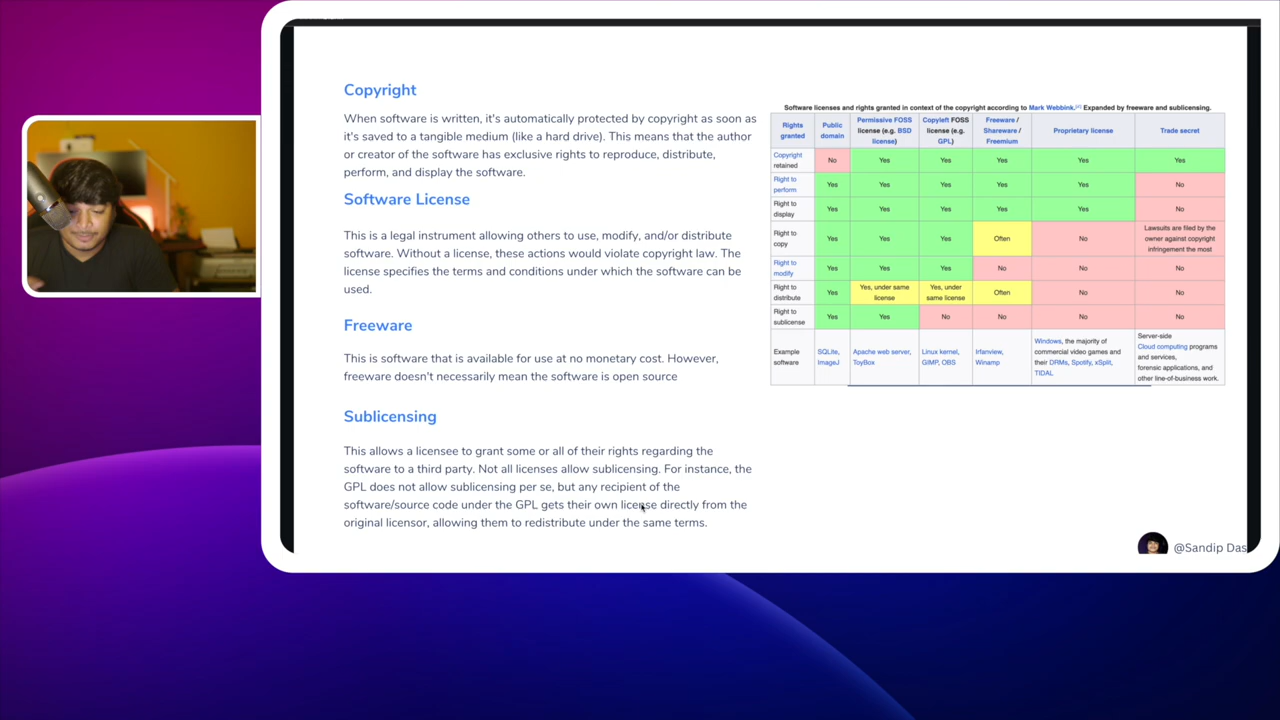 Copyright
When software is written, it's automatically protected by copyright as soon as
it's saved to a tangible medium (like a hard drive). This means that the author
or creator of the software has exclusive rights to reproduce, distribute,
perform, and display the software.
Software License
This is a legal instrument allowing others to use, modify, and/or distribute
software. Without a license, these actions would violate copyright law. The
license specifies the terms and conditions under which the software can be
used.
Freeware
This is software that is available for use at no monetary cost. However,
freeware doesn't necessarily mean the software is open source
Sublicensing
This allows a licensee to grant some or all of their rights regarding the
software to a third party. Not all licenses allow sublicensing. For instance, the
GPL does not allow sublicensing per se, but any recipient of the
software/source code under the GPL gets their own license directly from the
original licensor, allowing them to redistribute under the same terms.
Software licenses and rights granted in context of the copyright according to Mark Webbink. Expanded by freeware and sublicensing.
Rights
granted
Public
domain
Permissive FOSS
license (e.g. BSD
license)
Copyleft FOSS
license (e.g.
GPL)
Freeware /
Shareware /
Freemium
Proprietary license
Trade secret
Copyright
retained
No
Yes
Yes
Yes
Yes
Yes
Right to
perform
Yes
Yes
Yes
Yes
Yes
No
Right to
display
Yes
Yes
Yes
Yes
Yes
No
Right to
copy
Yes
Yes
Yes
Often
No
Lawsuits are filed by the
owner against copyright
infringement the most
Right to
modify
Yes
Yes
Yes
No
No
No
Right to
distribute
Yes
Yes, under same
license
Yes, under
same license
Often
No
No
Right to
sublicense
Yes
Yes
No
No
No
No
Example
software
SQLite,
ImageJ
Apache web server,
ToyBox
Linux kernel,
GIMP, OBS
Irfanview,
Winamp
Windows, the majority of
commercial video games and
their DRMs, Spotify, xSplit,
TIDAL
Server-side
Cloud computing programs
and services,
forensic applications, and
other line-of-business work.
@Sandip Das